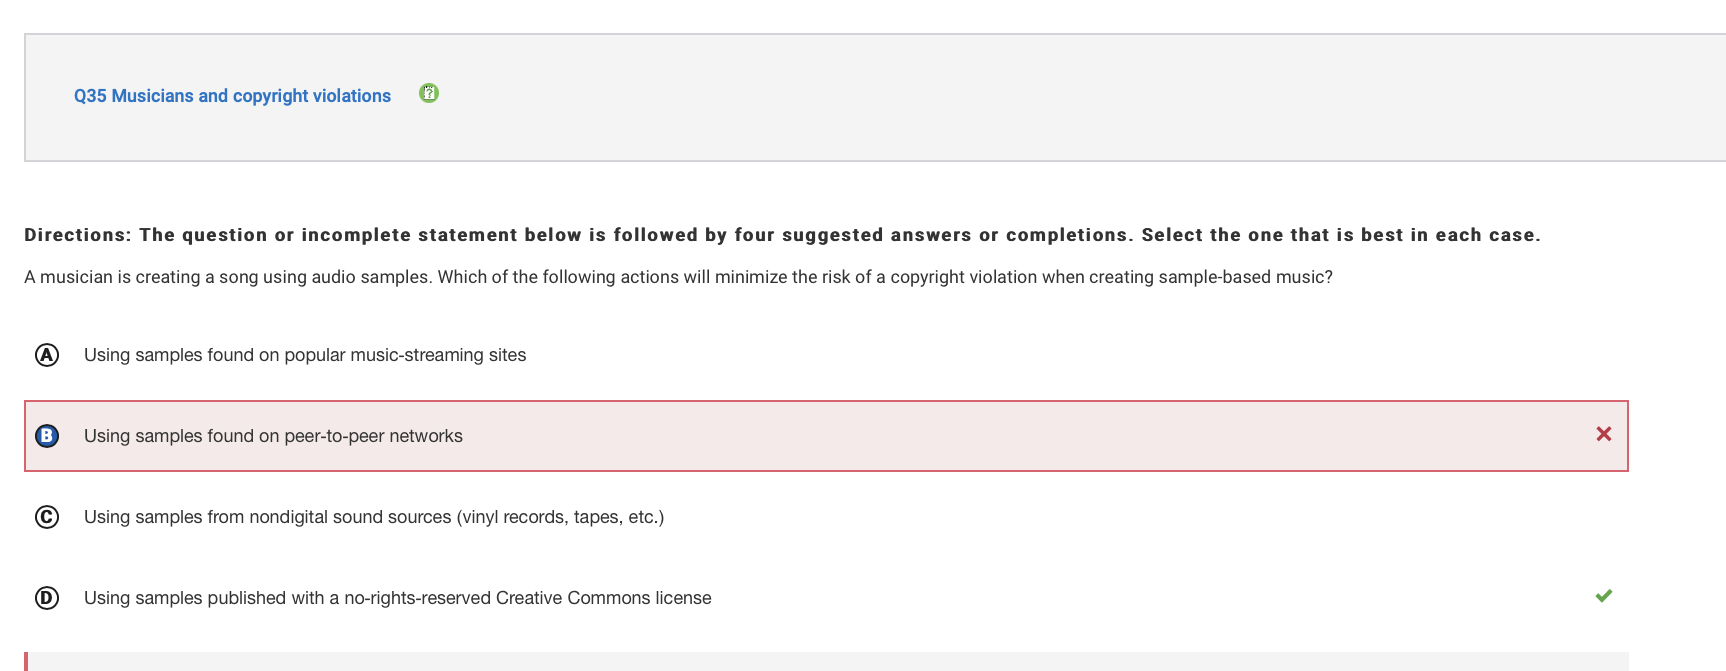 Q35 Musicians and copyright violations
Directions: The question or incomplete statement below is followed by four suggested answers or completions. Select the one that is best in each case.
A musician is creating a song using audio samples. Which of the following actions will minimize the risk of a copyright violation when creating sample-based music?
A Using samples found on popular music-streaming sites
B Using samples found on peer-to-peer networks
C Using samples from nondigital sound sources (vinyl records, tapes, etc.)
D Using samples published with a no-rights-reserved Creative Commons license